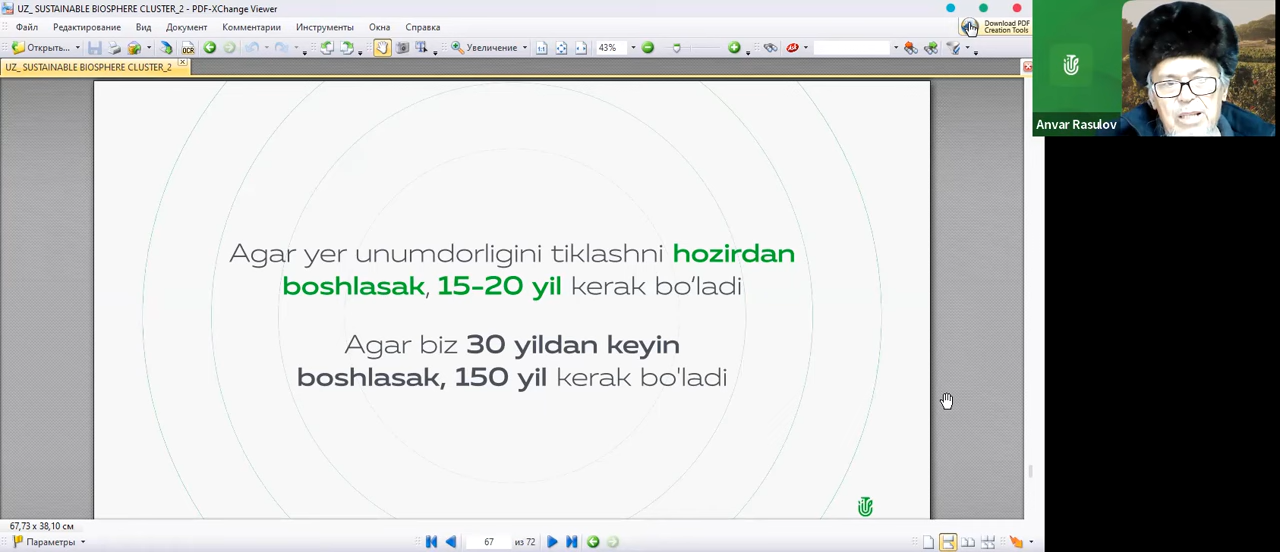 UZ_ SUSTAINABLE BIOSPHERE CLUSTER_2 - PDF-XChange Viewer
Файл Редактирование Вид Документ Комментарии Инструменты Окна Справка
Download PDF
Creation Tools
Открыть... OCR Увеличение 1:1 43%
UZ_ SUSTAINABLE BIOSPHERE CLUSTER_2
Anvar Rasulov
Agar yer unumdorligini tiklashni hozirdan
boshlasak, 15-20 yil kerak bo‘ladi
Agar biz 30 yildan keyin
boshlasak, 150 yil kerak bo'ladi
67,73 x 38,10 см
Параметры 67 из 72